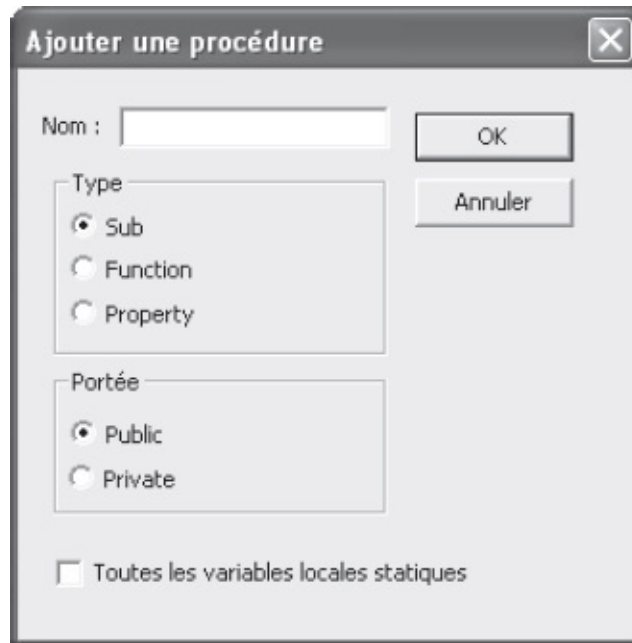 Ajouter une procédure
Nom :
OK
Annuler
Type
Sub
Function
Property
Portée
Public
Private
Toutes les variables locales statiques